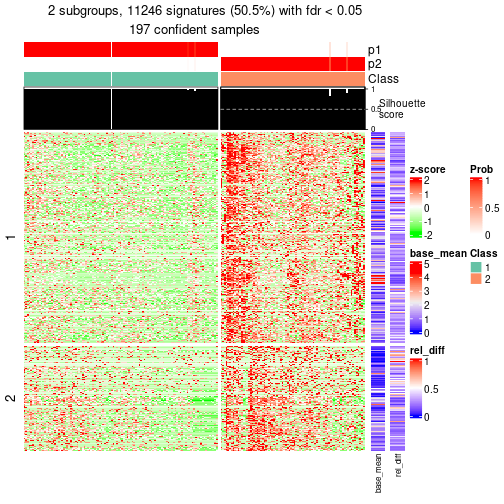 2 subgroups, 11246 signatures (50.5%) with fdr < 0.05
197 confident samples
p1
p2
Class
1
0.5
0
Silhouette
score
1
2
z-score
2
1
0
-1
-2
Prob
1
0.5
0
base_mean
5
4
3
2
1
0
Class
1
2
rel_diff
1
0.5
0
base_mean
rel_diff